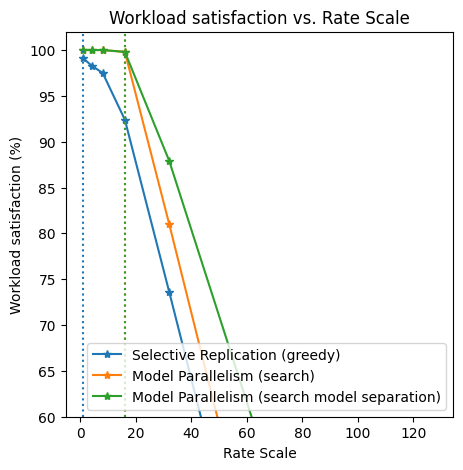 Workload satisfaction vs. Rate Scale
Workload satisfaction (%)
100
95
90
85
80
75
70
65
60
Selective Replication (greedy)
Model Parallelism (search)
Model Parallelism (search model separation)
0 20 40 60 80 100 120
Rate Scale